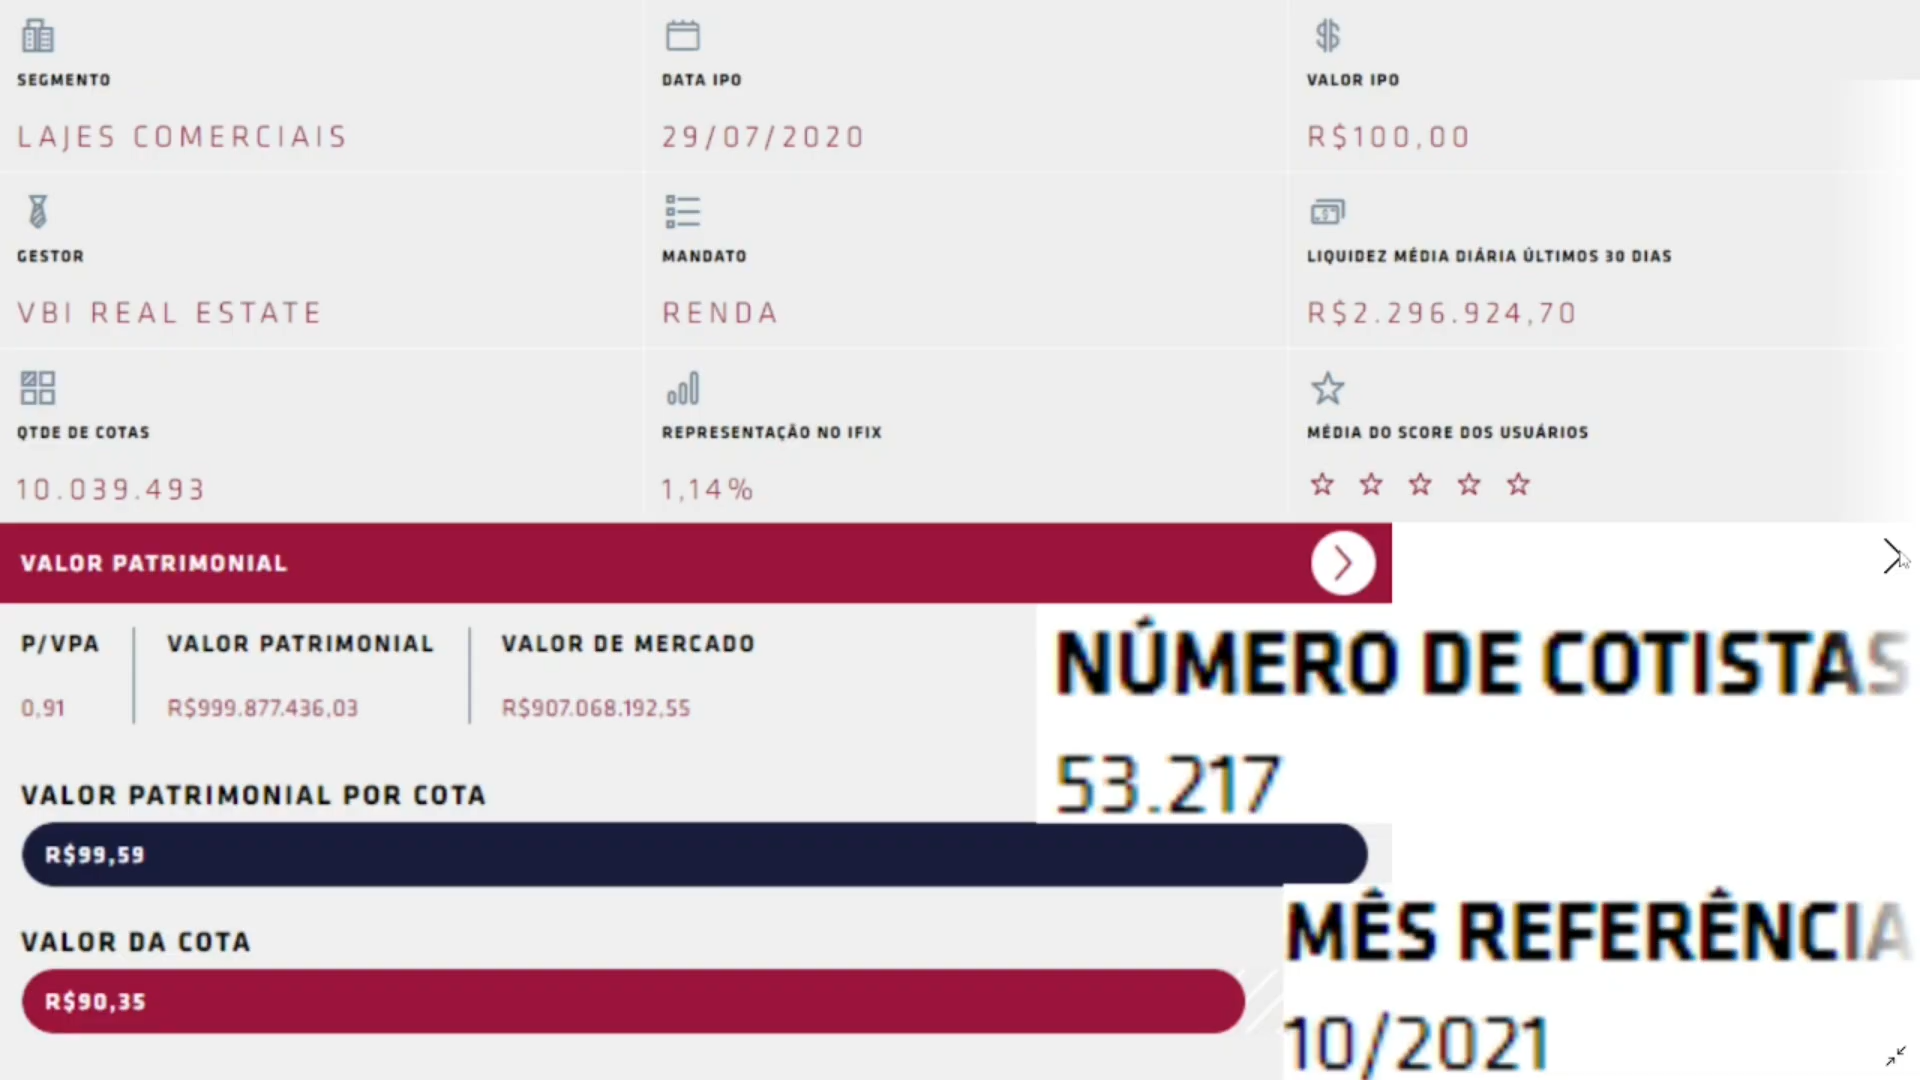 SEGMENTO
LAJES COMERCIAIS
DATA IPO
29/07/2020
VALOR IPO
R$100,00
GESTOR
VBI REAL ESTATE
MANDATO
RENDA
LIQUIDEZ MÉDIA DIÁRIA ÚLTIMOS 30 DIAS
R$2.296.924,70
QTDE DE COTAS
10.039.493
REPRESENTAÇÃO NO IFIX
1,14%
MÉDIA DO SCORE DOS USUÁRIOS
VALOR PATRIMONIAL
P/VPA
0,91
VALOR PATRIMONIAL
R$999.877.436,03
VALOR DE MERCADO
R$907.068.192,55
NÚMERO DE COTISTAS
53.217
VALOR PATRIMONIAL POR COTA
R$99,59
VALOR DA COTA
R$90,35
MÊS REFERÊNCIA
10/2021